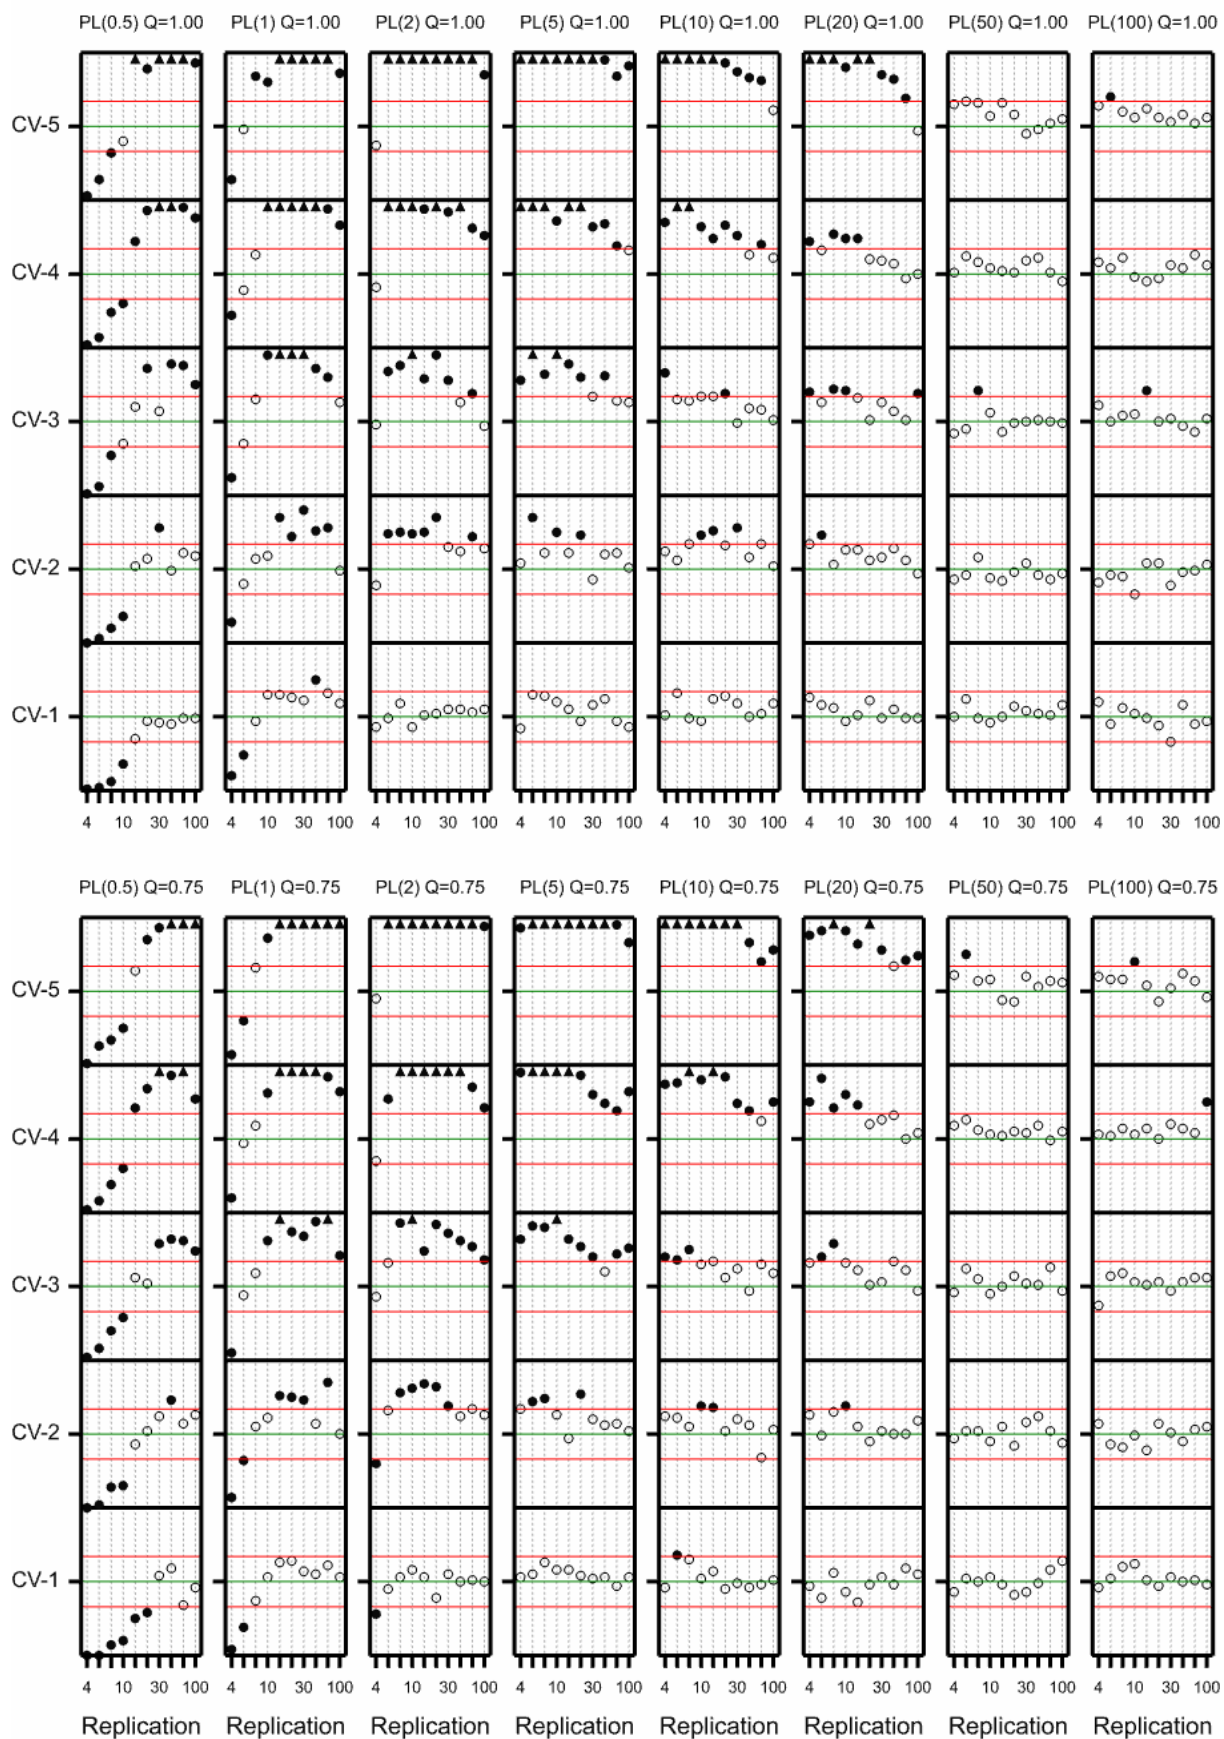 PL(0.5) Q=1.00 PL(1) Q=1.00 PL(2) Q=1.00 PL(5) Q=1.00 PL(10) Q=1.00 PL(20) Q=1.00 PL(50) Q=1.00 PL(100) Q=1.00
CV-5
CV-4
CV-3
CV-2
CV-1
4 10 30 100 4 10 30 100 4 10 30 100 4 10 30 100 4 10 30 100 4 10 30 100 4 10 30 100 4 10 30 100
PL(0.5) Q=0.75 PL(1) Q=0.75 PL(2) Q=0.75 PL(5) Q=0.75 PL(10) Q=0.75 PL(20) Q=0.75 PL(50) Q=0.75 PL(100) Q=0.75
CV-5
CV-4
CV-3
CV-2
CV-1
4 10 30 100 4 10 30 100 4 10 30 100 4 10 30 100 4 10 30 100 4 10 30 100 4 10 30 100 4 10 30 100
Replication Replication Replication Replication Replication Replication Replication Replication